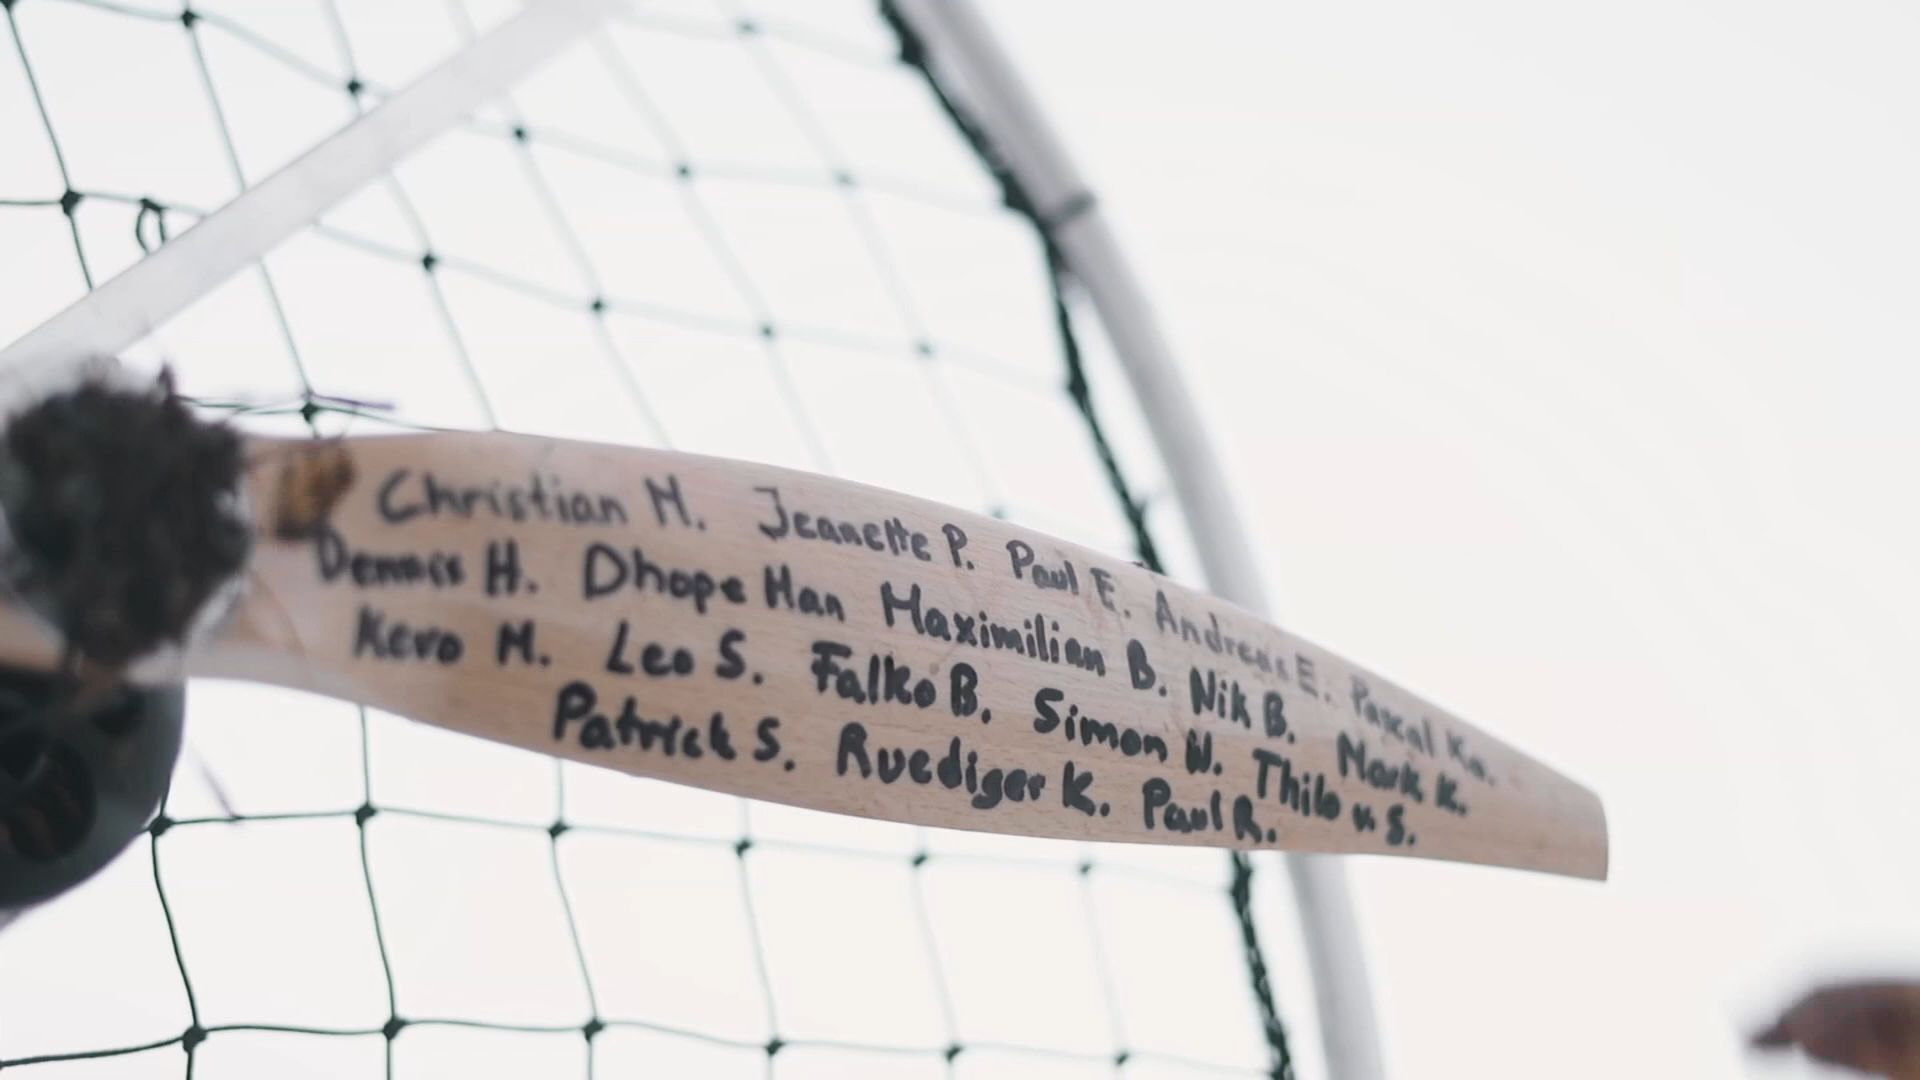 Christian M. Jeanette P. Paul E. Andreas E. Pascal Ko.
Dennis H. Dhope Han Maximilian B. Nik B. Mark K.
Kevo M. Leo S. Falko B. Simon W. Thilo v. S.
Patrick S. Ruediger K. Paul R.